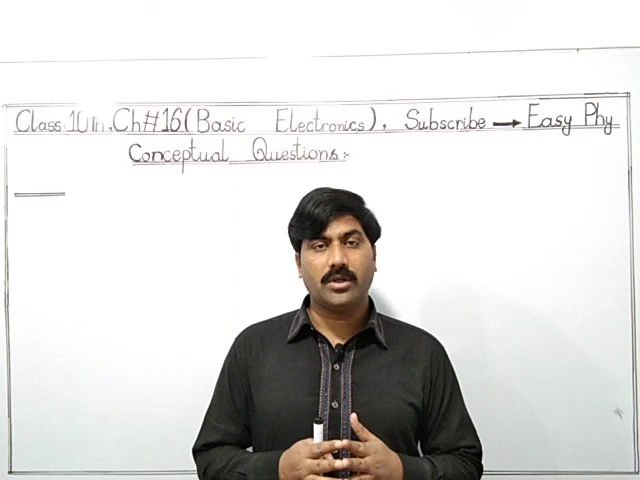 Class:10th,Ch#16(Basic Electronics), Subscribe → Easy Phy
Conceptual Questions:-